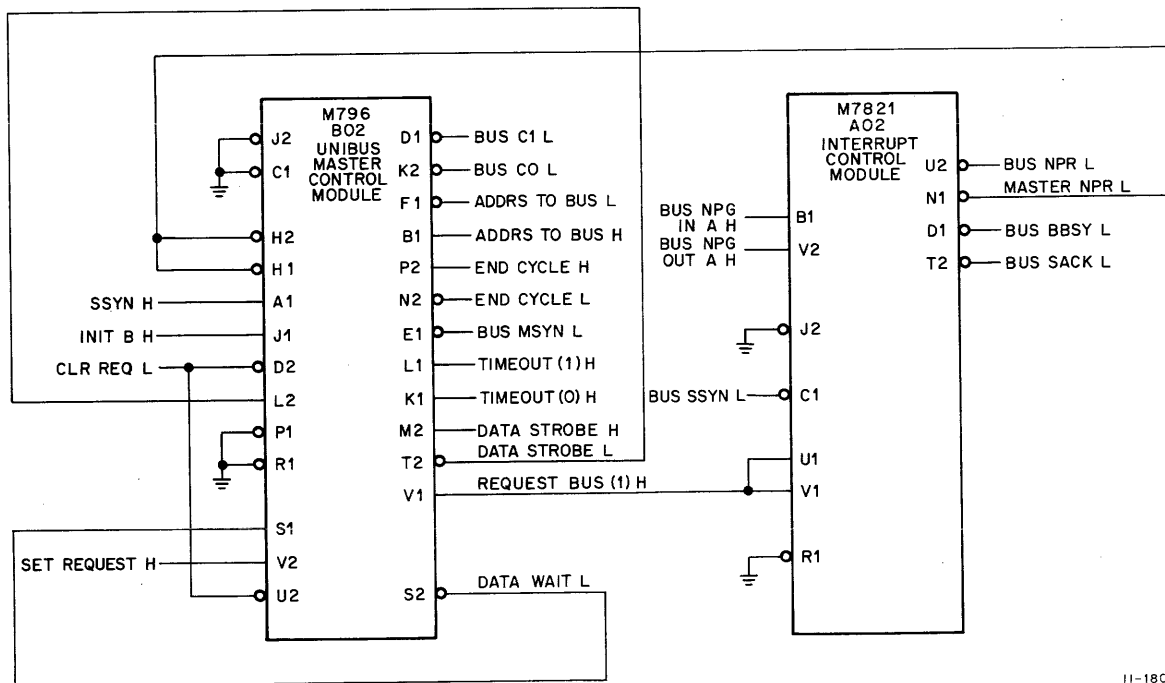 M796
B02
UNIBUS
MASTER
CONTROL
MODULE
J2
C1
H2
H1
SSYN H
A1
INIT B H
J1
CLR REQ L
D2
L2
P1
R1
S1
SET REQUEST H
V2
U2
D1
BUS C1 L
K2
BUS C0 L
F1
ADDRS TO BUS L
B1
ADDRS TO BUS H
P2
END CYCLE H
N2
END CYCLE L
E1
BUS MSYN L
L1
TIMEOUT (1) H
K1
TIMEOUT (0) H
M2
DATA STROBE H
T2
DATA STROBE L
V1
REQUEST BUS (1) H
S2
DATA WAIT L
M7821
A02
INTERRUPT
CONTROL
MODULE
BUS NPG
IN A H
B1
BUS NPG
OUT A H
V2
J2
BUS SSYN L
C1
U1
V1
R1
U2
BUS NPR L
N1
MASTER NPR L
D1
BUS BBSY L
T2
BUS SACK L